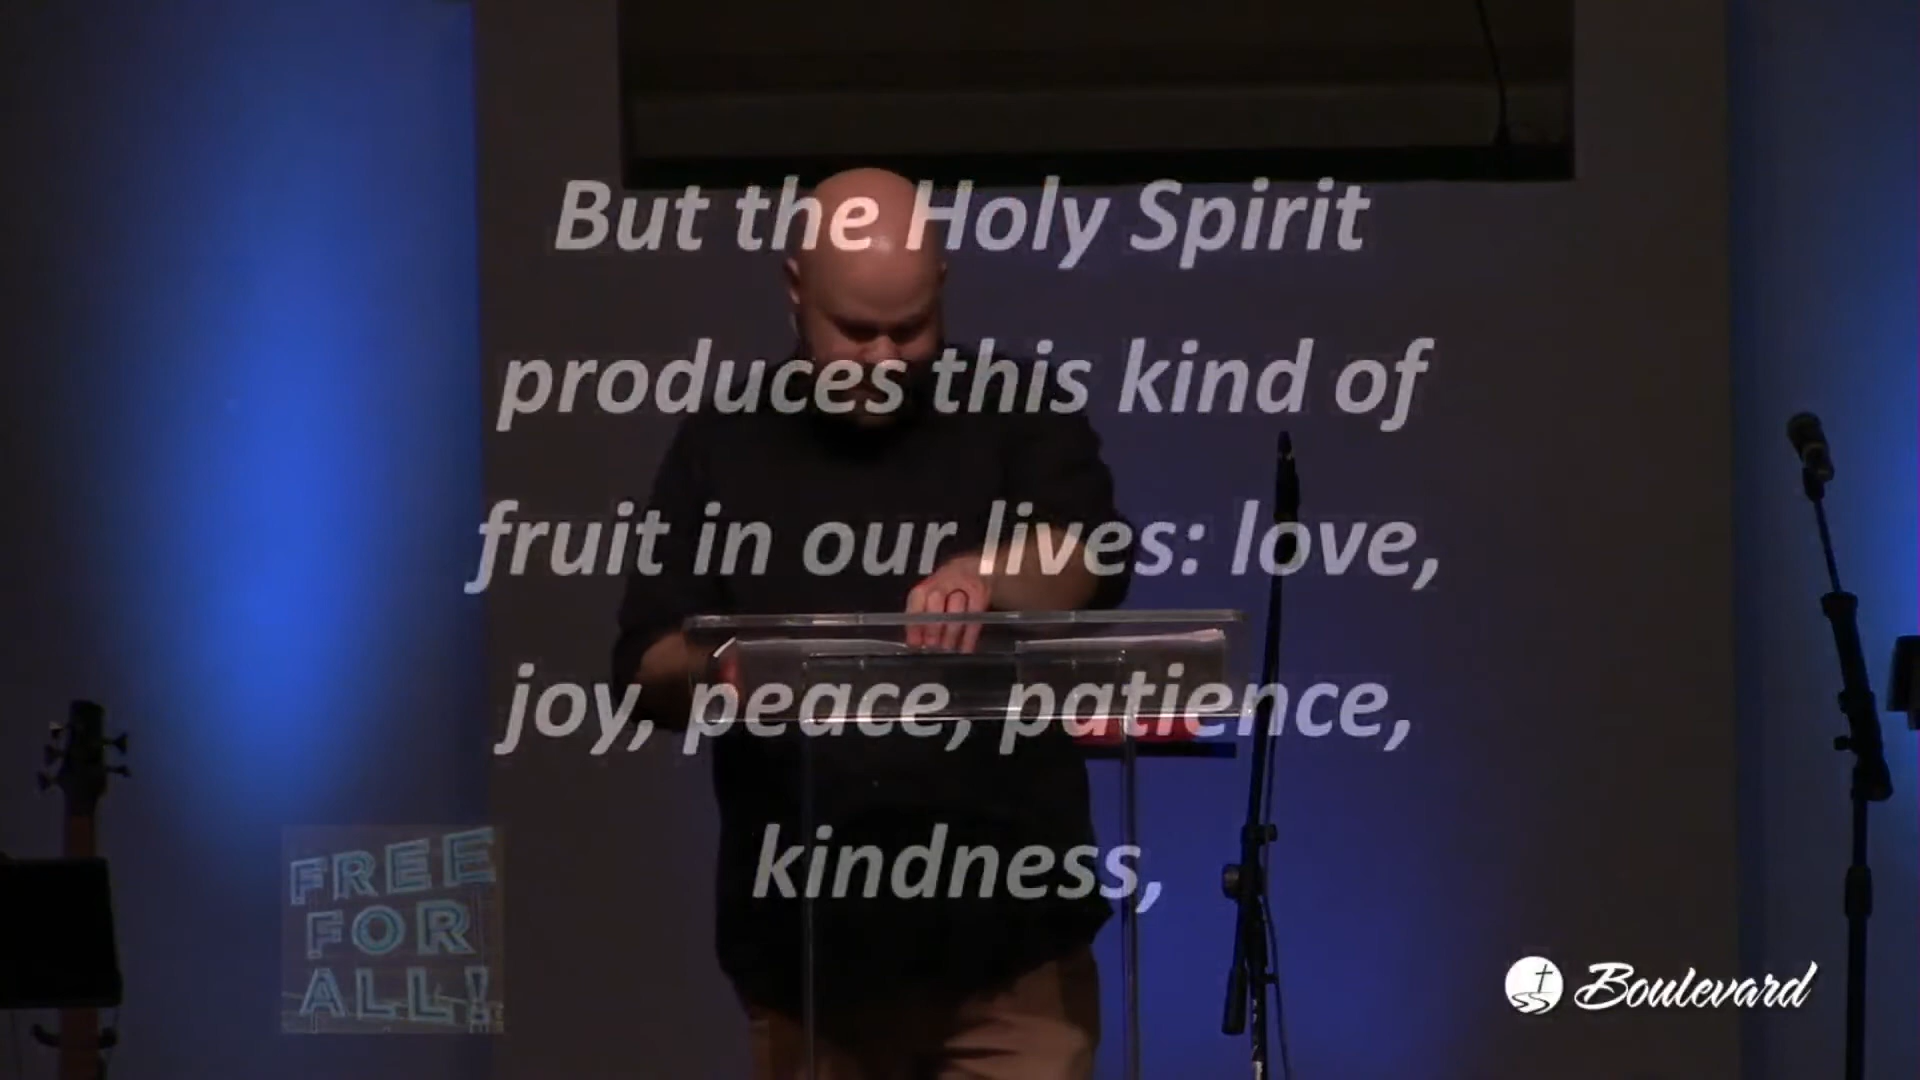 But the Holy Spirit
produces this kind of
fruit in our lives: love,
joy, peace, patience,
kindness,
FREE
FOR
ALL!
Boulevard